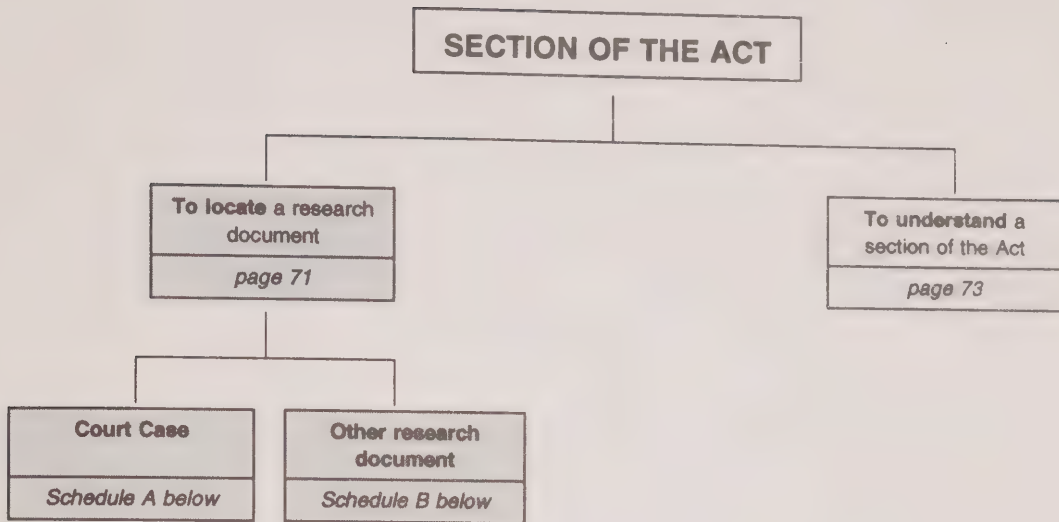 SECTION OF THE ACT
To locate a research
document
page 71
To understand a
section of the Act
page 73
Court Case
Schedule A below
Other research
document
Schedule B below